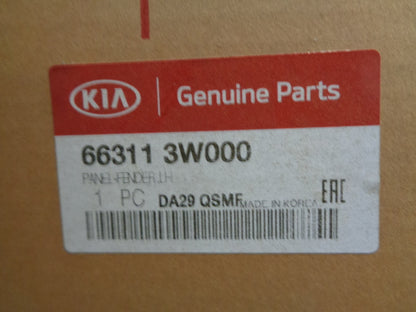 KIA Genuine Parts
66311 3W000
PANEL-FENDER,LH
1 PC DA29 QSMF MADE IN KOREA EAC